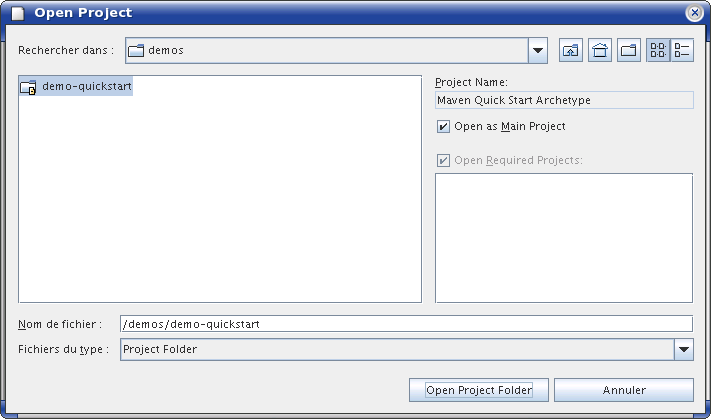 Open Project
Rechercher dans :
demos
demo-quickstart
Project Name:
Maven Quick Start Archetype
Open as Main Project
Open Required Projects:
Nom de fichier :
/demos/demo-quickstart
Fichiers du type :
Project Folder
Open Project Folder
Annuler